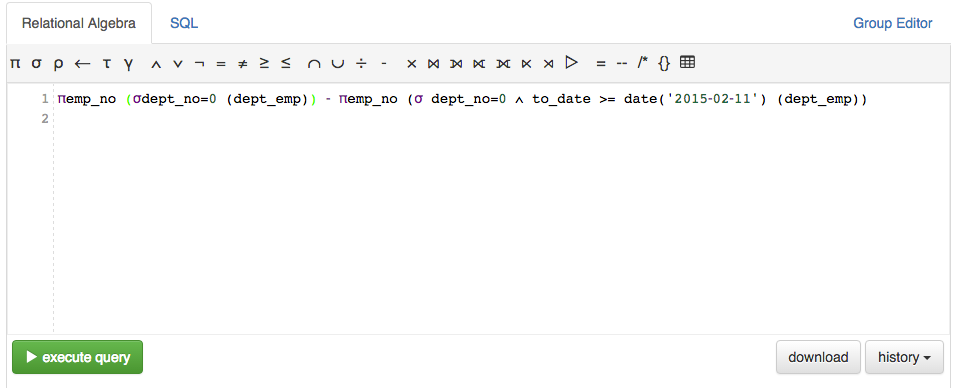 Relational Algebra SQL Group Editor
π σ ρ ← τ γ ∧ ∨ ¬ = ≠ ≥ ≤ ∩ ∪ ÷ - × ⋈ ⟕ ⟖ ⟗ ⋉ ⋊ ▷ = -- /* {}
1 πemp_no (σdept_no=0 (dept_emp)) - πemp_no (σ dept_no=0 ∧ to_date >= date('2015-02-11') (dept_emp))
2
execute query download history